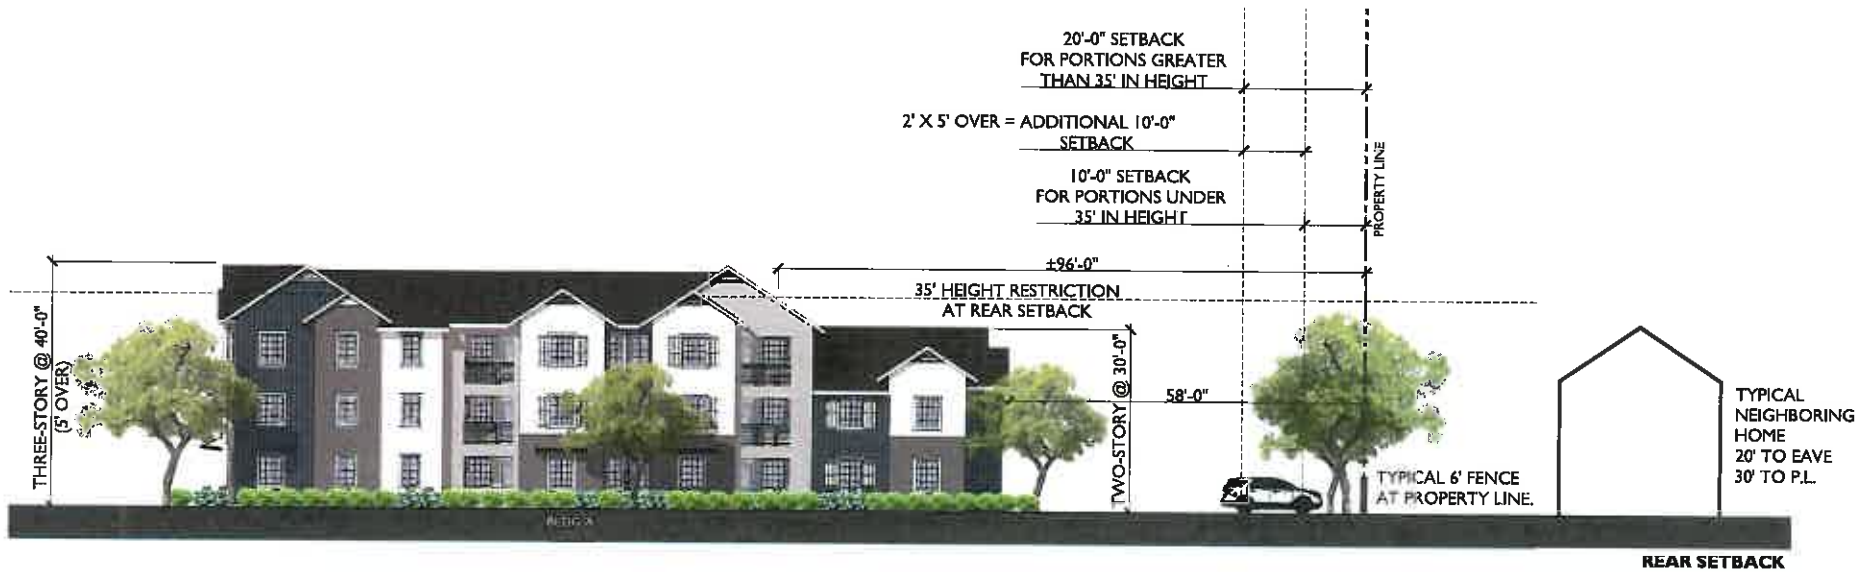 20'-0" SETBACK
FOR PORTIONS GREATER
THAN 35' IN HEIGHT
2' X 5' OVER = ADDITIONAL 10'-0"
SETBACK
10'-0" SETBACK
FOR PORTIONS UNDER
35' IN HEIGHT
PROPERTY LINE
±96'-0"
35' HEIGHT RESTRICTION
AT REAR SETBACK
THREE-STORY @ 40'-0"
(5' OVER)
TWO-STORY @ 30'-0"
58'-0"
TYPICAL
NEIGHBORING
HOME
20' TO EAVE
30' TO P.L.
TYPICAL 6' FENCE
AT PROPERTY LINE.
REAR SETBACK